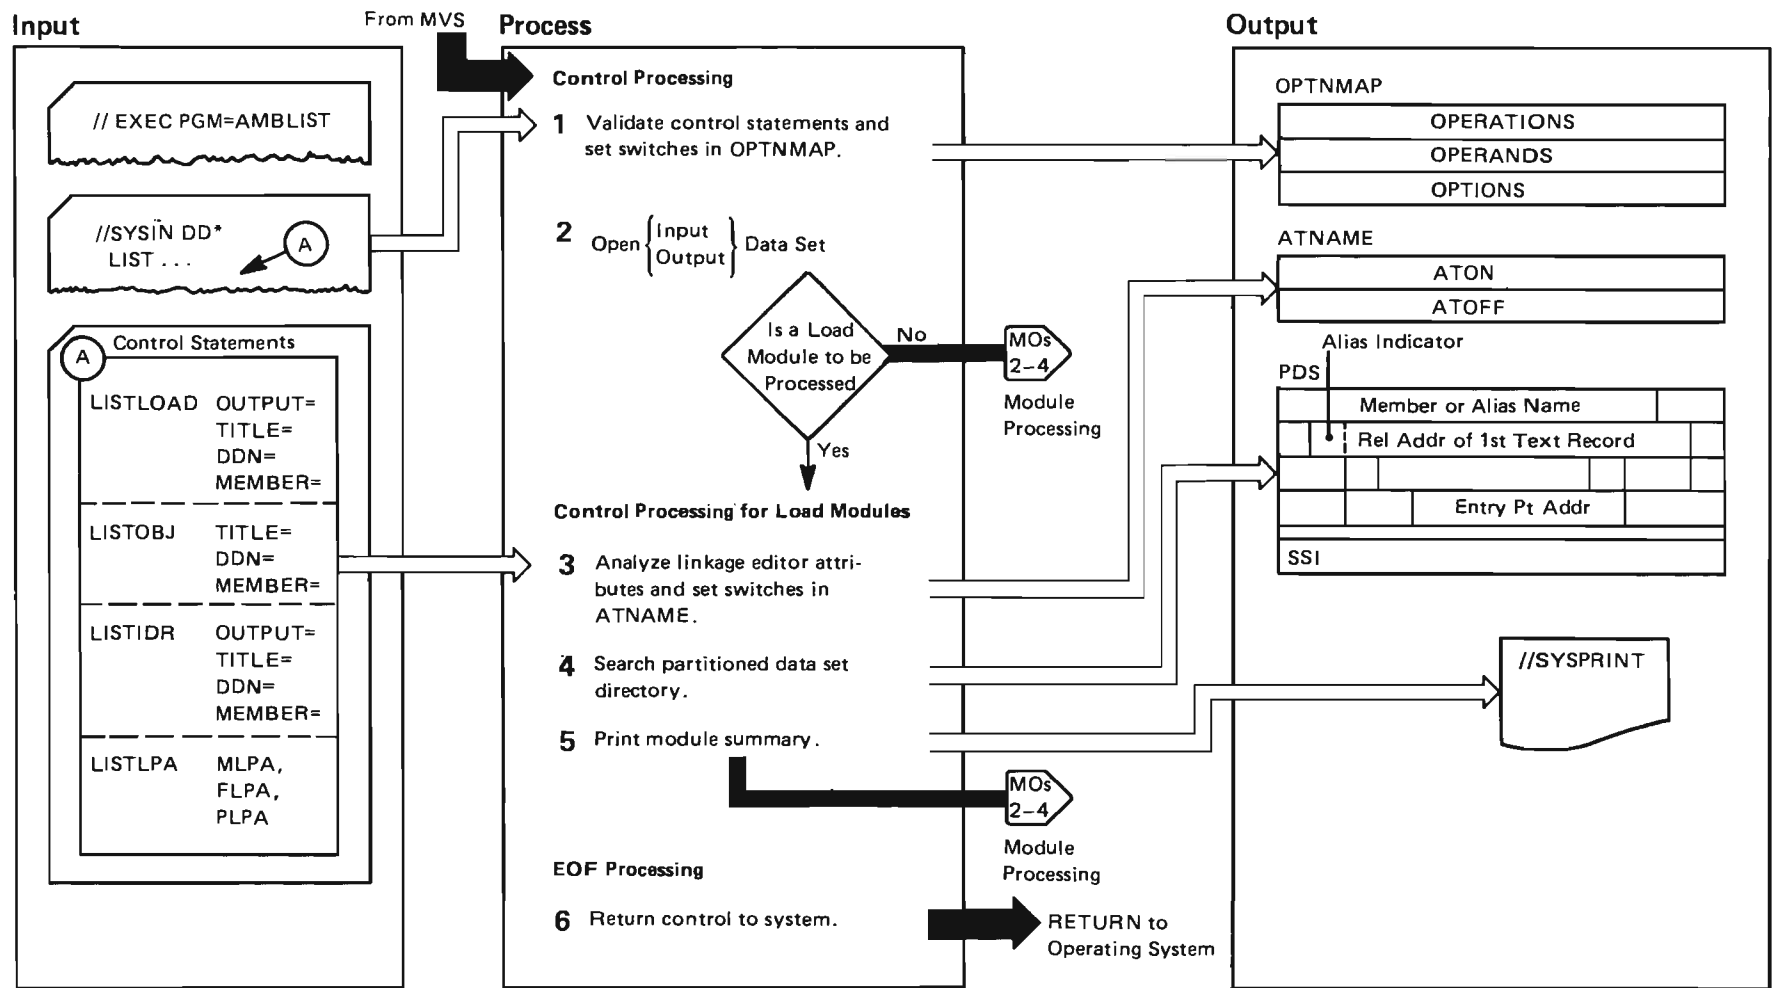 Input
From MVS
Process
Output
// EXEC PGM=AMBLIST
//SYSIN DD*
LIST . . .
A
A
Control Statements
LISTLOAD OUTPUT=
TITLE=
DDN=
MEMBER=
LISTOBJ TITLE=
DDN=
MEMBER=
LISTIDR OUTPUT=
TITLE=
DDN=
MEMBER=
LISTLPA MLPA,
FLPA,
PLPA
Control Processing
1 Validate control statements and
set switches in OPTNMAP.
2 Open {Input
Output} Data Set
Is a Load
Module to be
Processed
No
Yes
MOs
2–4
Module
Processing
Control Processing for Load Modules
3 Analyze linkage editor attri-
butes and set switches in
ATNAME.
4 Search partitioned data set
directory.
5 Print module summary.
MOs
2–4
Module
Processing
EOF Processing
6 Return control to system.
RETURN to
Operating System
OPTNMAP
OPERATIONS
OPERANDS
OPTIONS
ATNAME
ATON
ATOFF
Alias Indicator
PDS
Member or Alias Name
Rel Addr of 1st Text Record
Entry Pt Addr
SSI
//SYSPRINT